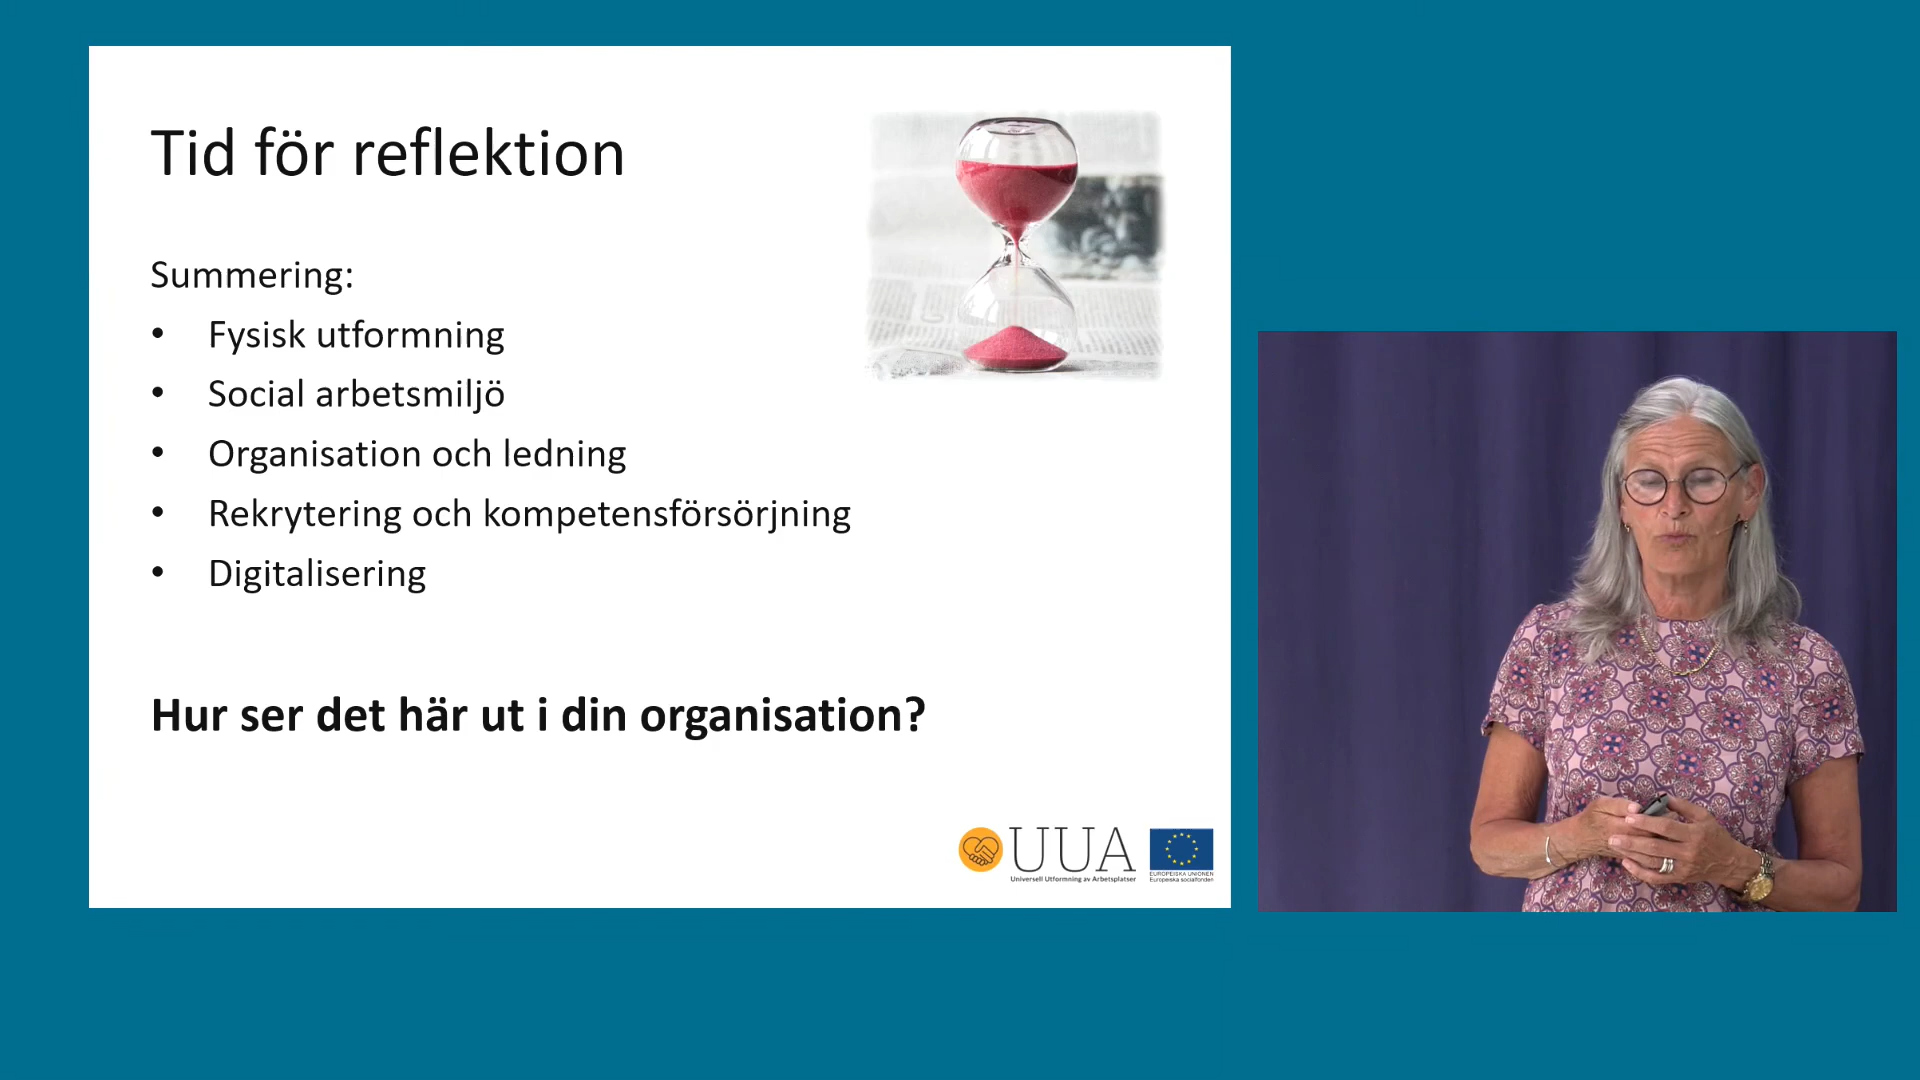 Tid för reflektion
Summering:
• Fysisk utformning
• Social arbetsmiljö
• Organisation och ledning
• Rekrytering och kompetensförsörjning
• Digitalisering
Hur ser det här ut i din organisation?
UUA
Universell Utformning av Arbetsplatser
EUROPEISKA UNIONEN
Europeiska socialfonden